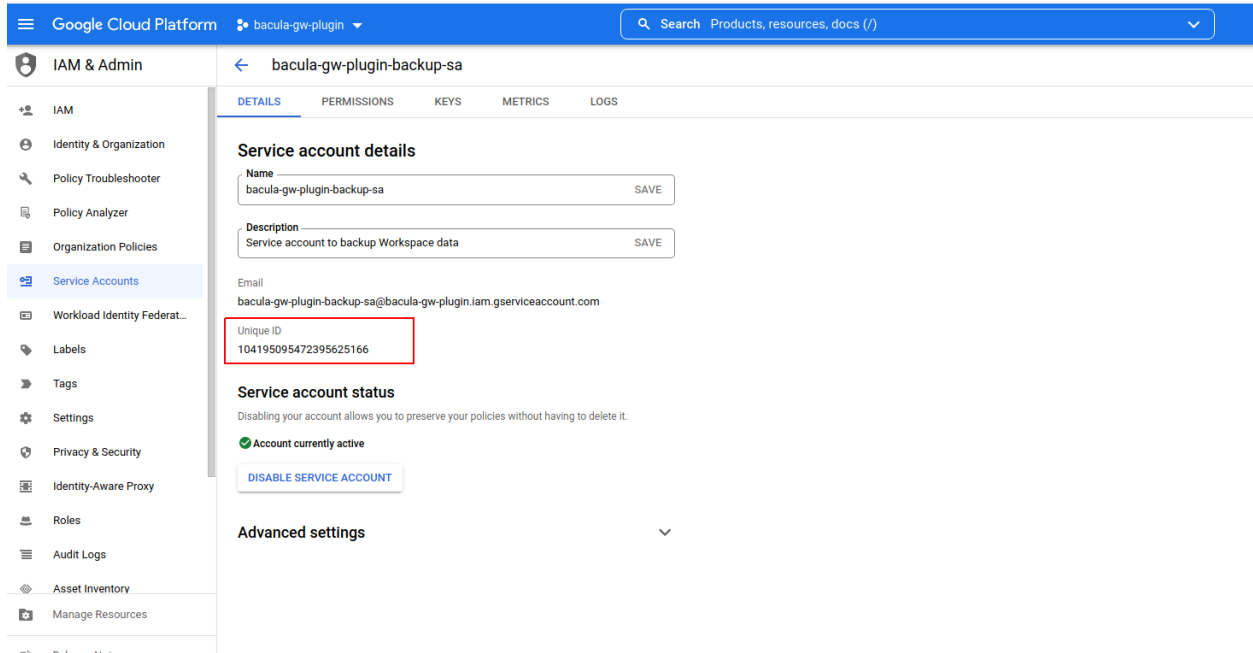 Google Cloud Platform bacula-gw-plugin Search Products, resources, docs (/)
IAM & Admin
bacula-gw-plugin-backup-sa
IAM
Identity & Organization
Policy Troubleshooter
Policy Analyzer
Organization Policies
Service Accounts
Workload Identity Federat...
Labels
Tags
Settings
Privacy & Security
Identity-Aware Proxy
Roles
Audit Logs
Asset Inventory
Manage Resources
DETAILS PERMISSIONS KEYS METRICS LOGS
Service account details
Name
bacula-gw-plugin-backup-sa SAVE
Description
Service account to backup Workspace data SAVE
Email
bacula-gw-plugin-backup-sa@bacula-gw-plugin.iam.gserviceaccount.com
Unique ID
104195095472395625166
Service account status
Disabling your account allows you to preserve your policies without having to delete it.
Account currently active
DISABLE SERVICE ACCOUNT
Advanced settings